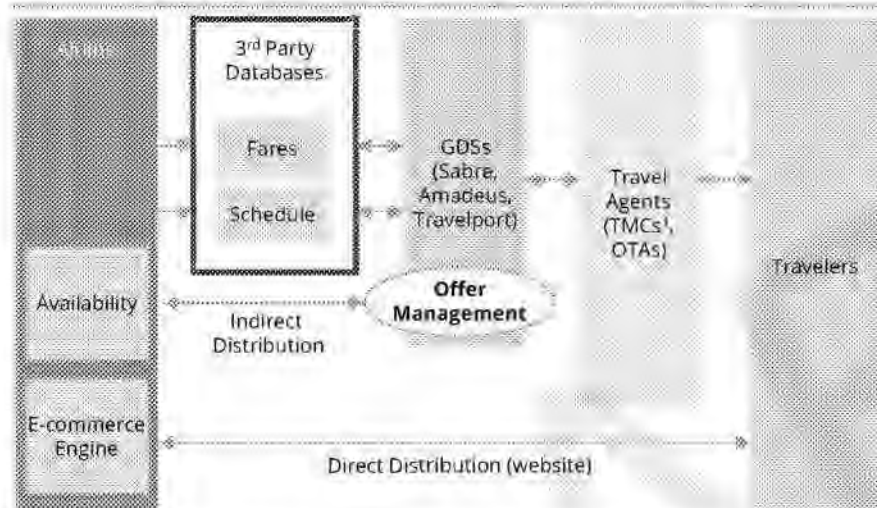 3rd Party
Databases
Fares
Schedule
GDSs
(Sabre,
Amadeus,
Travelport)
Travel
Agents
(TMCs¹,
OTAs)
Travelers
Availability
Indirect
Distribution
Offer
Management
E-commerce
Engine
Direct Distribution (website)